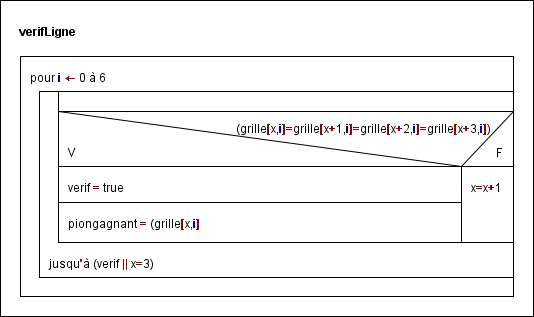 verifLigne
pour i ← 0 à 6
(grille[x,i]=grille[x+1,i]=grille[x+2,i]=grille[x+3,i])
V F
verif = true x=x+1
piongagnant = (grille[x,i]
jusqu'à (verif || x=3)